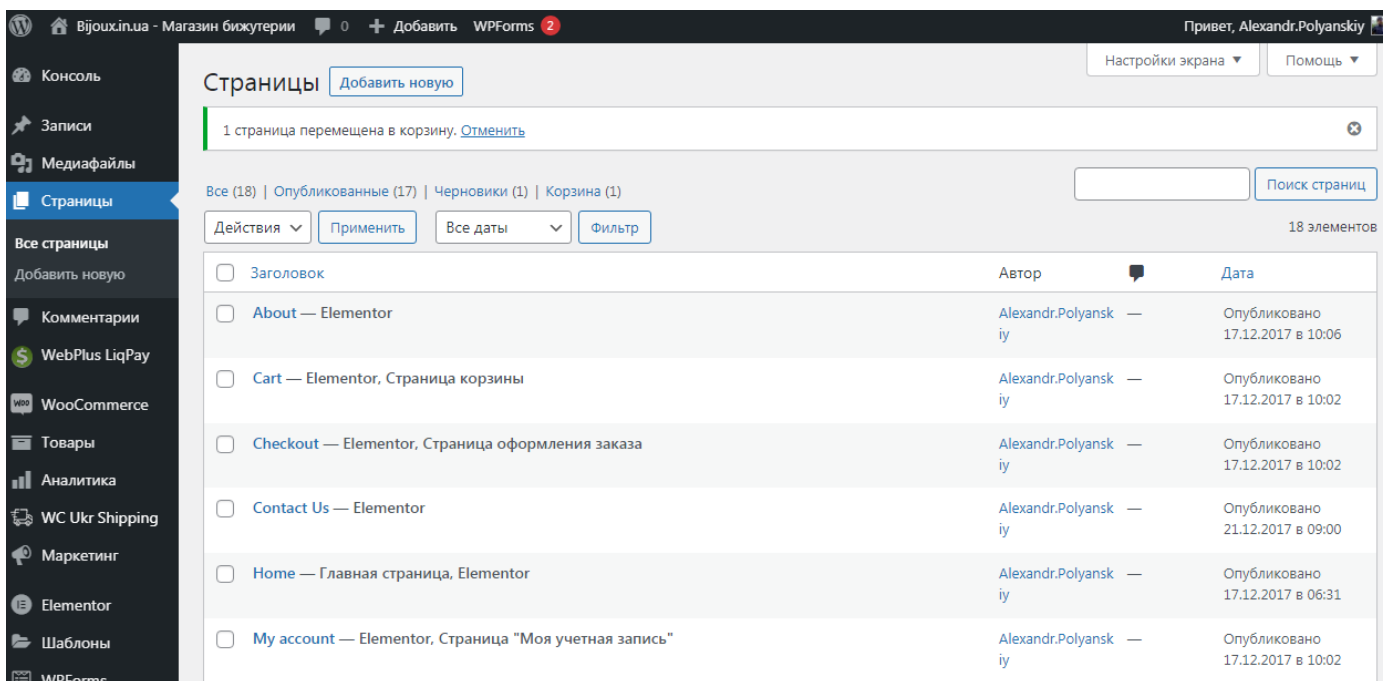 Bijoux.in.ua - Магазин бижутерии 0 Добавить WPForms 2 Привет, Alexandr.Polyanskiy
Консоль
Записи
Медиафайлы
Страницы
Все страницы
Добавить новую
Комментарии
WebPlus LiqPay
WooCommerce
Товары
Аналитика
WC Ukr Shipping
Маркетинг
Elementor
Шаблоны
WPForms
Настройки экрана ▼ Помощь ▼
Страницы Добавить новую
1 страница перемещена в корзину. Отменить
Все (18) | Опубликованные (17) | Черновики (1) | Корзина (1)
Поиск страниц
Действия Применить Все даты Фильтр
18 элементов
Заголовок Автор Дата
About — Elementor Alexandr.Polyansk — Опубликовано
iy 17.12.2017 в 10:06
Cart — Elementor, Страница корзины Alexandr.Polyansk — Опубликовано
iy 17.12.2017 в 10:02
Checkout — Elementor, Страница оформления заказа Alexandr.Polyansk — Опубликовано
iy 17.12.2017 в 10:02
Contact Us — Elementor Alexandr.Polyansk — Опубликовано
iy 21.12.2017 в 09:00
Home — Главная страница, Elementor Alexandr.Polyansk — Опубликовано
iy 17.12.2017 в 06:31
My account — Elementor, Страница "Моя учетная запись" Alexandr.Polyansk — Опубликовано
iy 17.12.2017 в 10:02